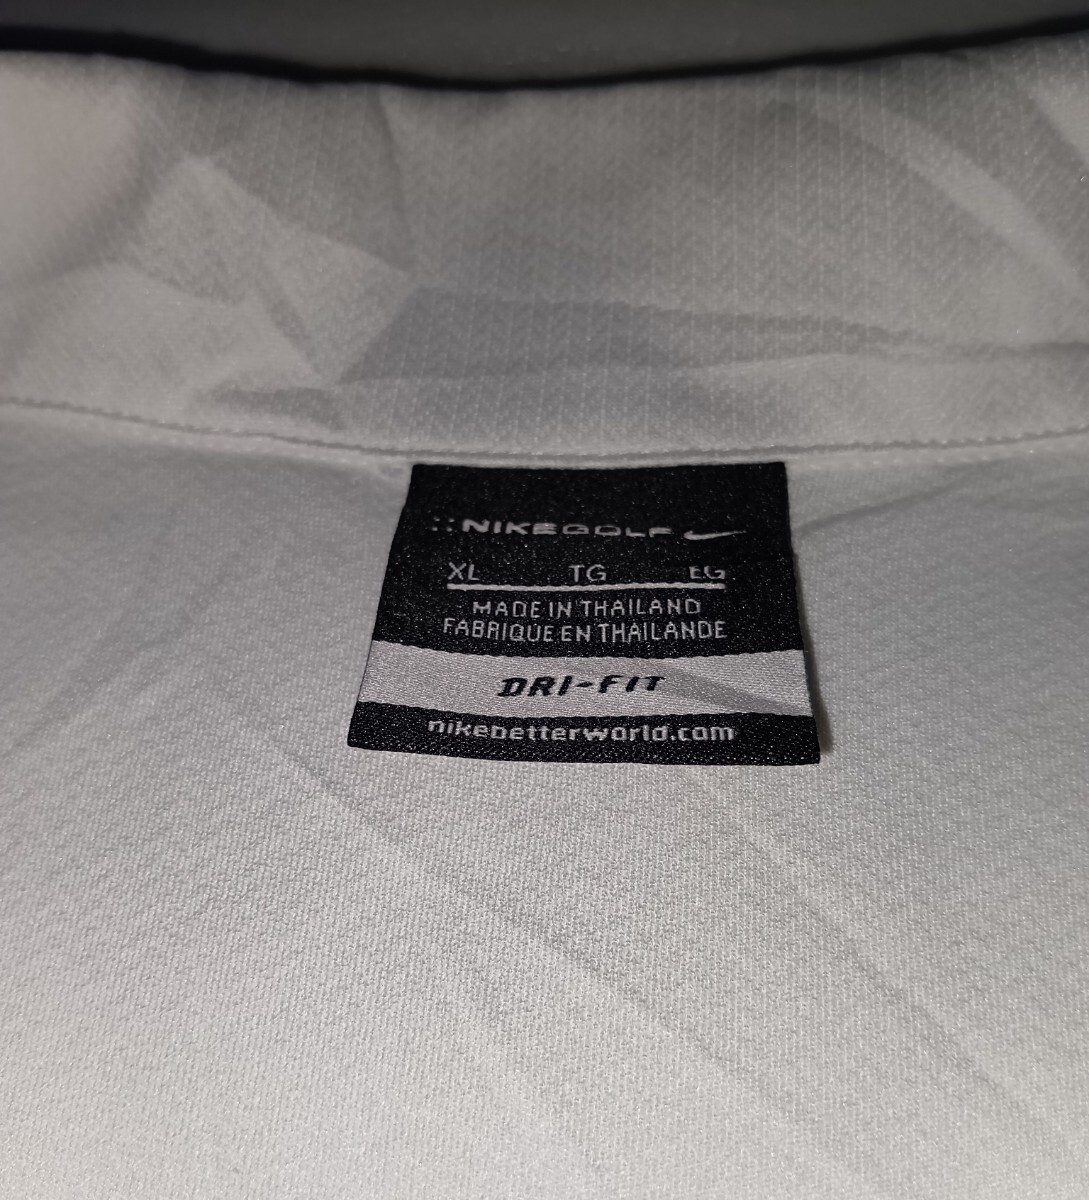 NIKEGOLF
XL TG EG
MADE IN THAILAND
FABRIQUE EN THAILANDE
DRI-FIT
nikebetterworld.com